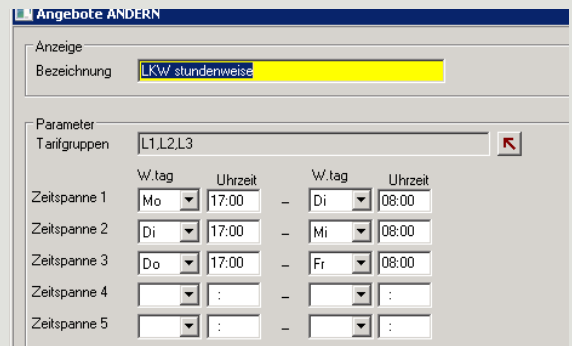 Angebote ÄNDERN
Anzeige
Bezeichnung LKW stundenweise
Parameter
Tarifgruppen L1,L2,L3
W.tag Uhrzeit W.tag Uhrzeit
Zeitspanne 1 Mo 17:00 – Di 08:00
Zeitspanne 2 Di 17:00 – Mi 08:00
Zeitspanne 3 Do 17:00 – Fr 08:00
Zeitspanne 4 : – :
Zeitspanne 5 : – :